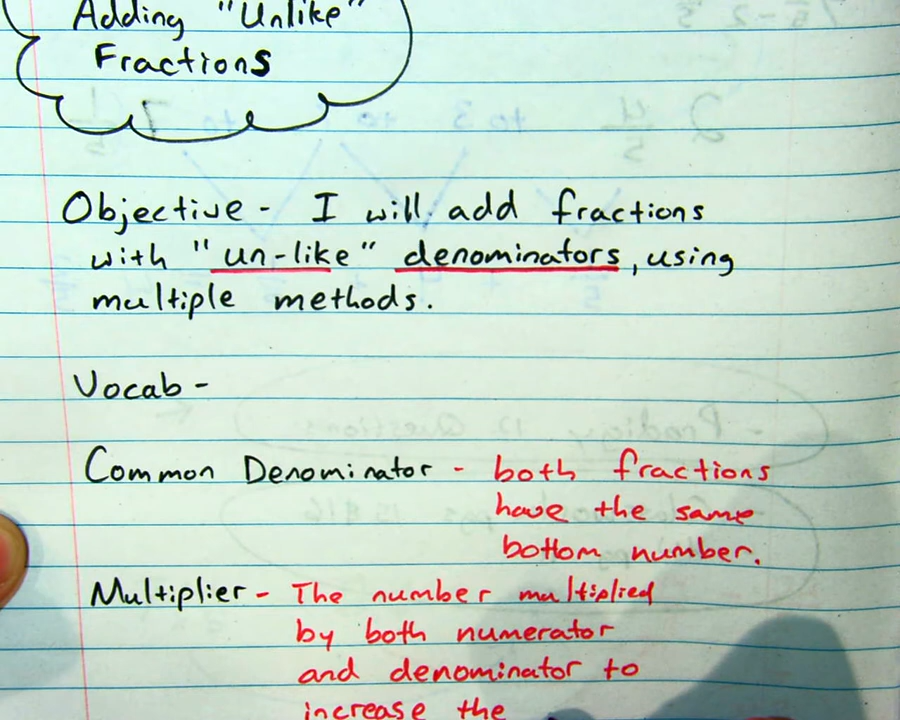 Adding "Unlike"
Fractions
Objective - I will add fractions
with "un-like" denominators, using
multiple methods.
Vocab -
Common Denominator - both fractions
have the same
bottom number.
Multiplier - The number multiplied
by both numerator
and denominator to
increase the